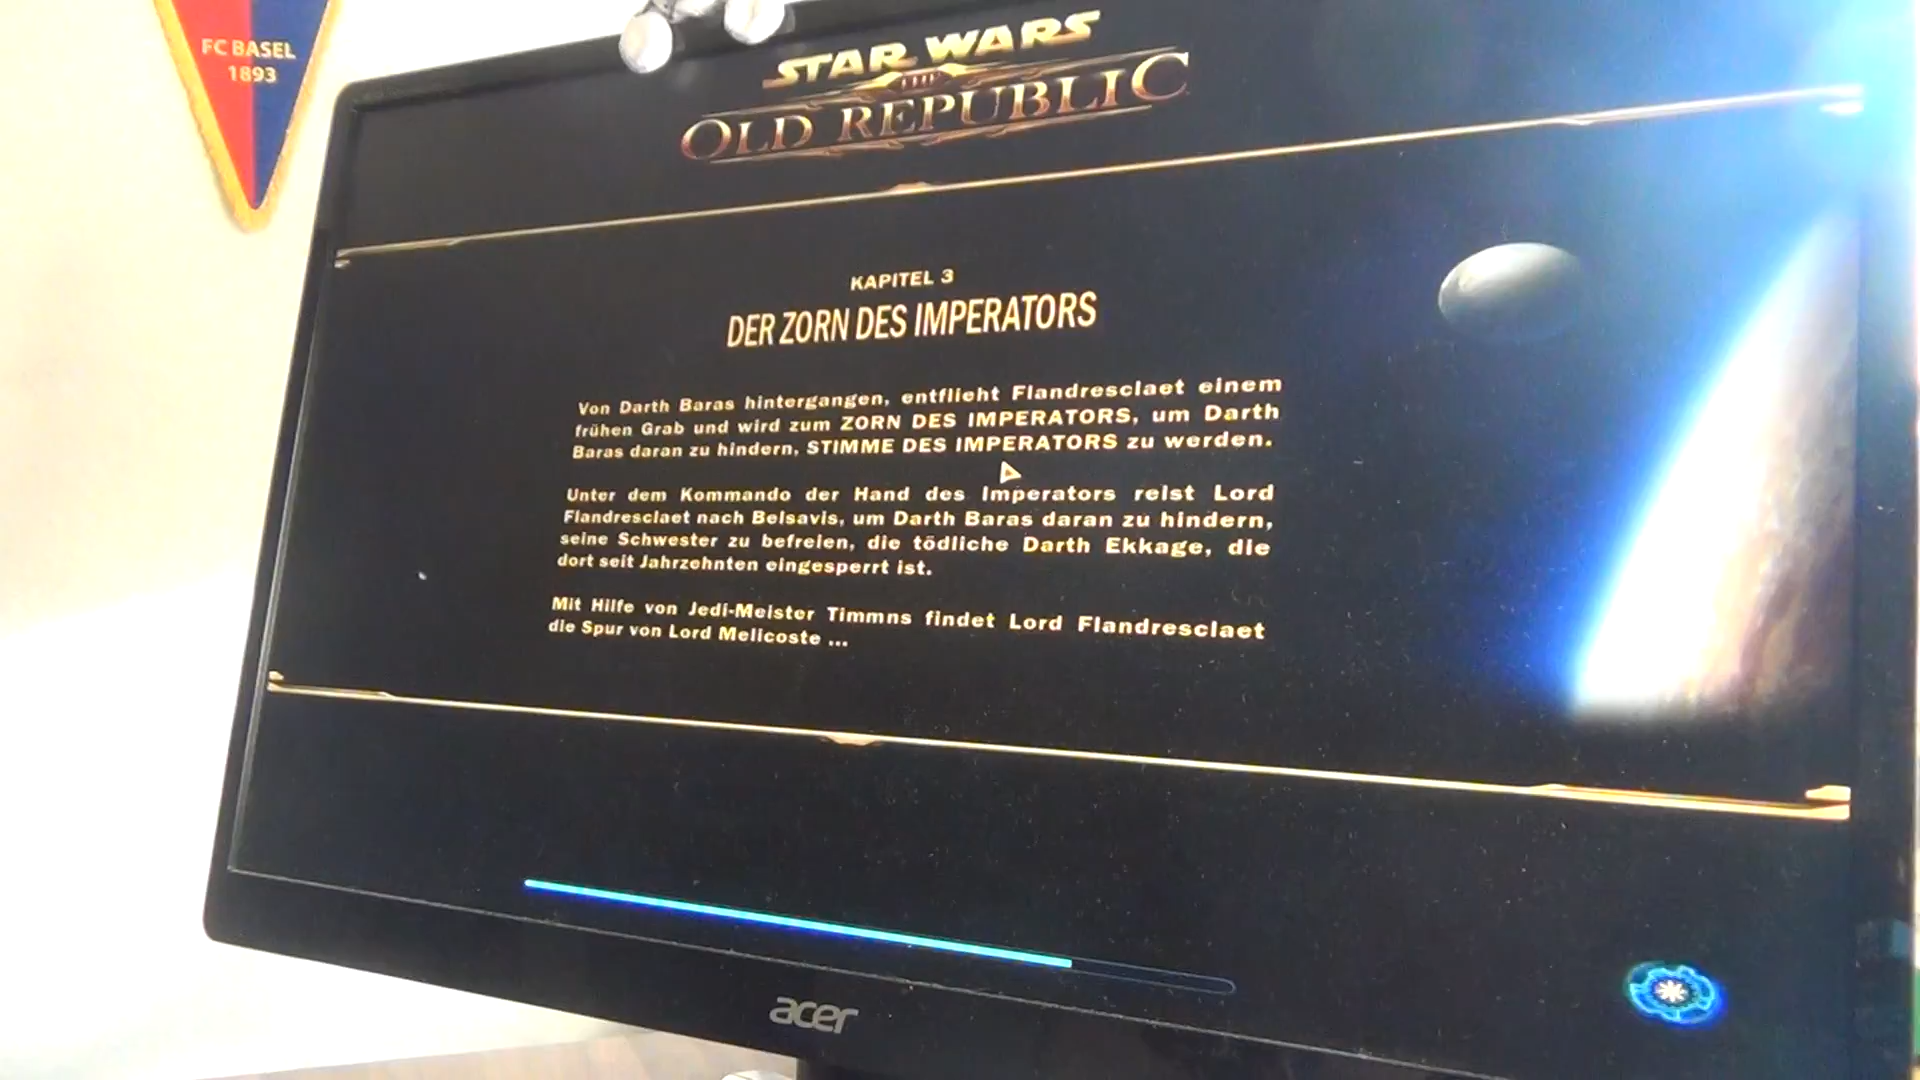 FC BASEL
1893
STAR WARS
THE
OLD REPUBLIC
KAPITEL 3
DER ZORN DES IMPERATORS
Von Darth Baras hintergangen, entflieht Flandresclaet einem
frühen Grab und wird zum ZORN DES IMPERATORS, um Darth
Baras daran zu hindern, STIMME DES IMPERATORS zu werden.
Unter dem Kommando der Hand des Imperators reist Lord
Flandresclaet nach Belsavis, um Darth Baras daran zu hindern,
seine Schwester zu befreien, die tödliche Darth Ekkage, die
dort seit Jahrzehnten eingesperrt ist.
Mit Hilfe von Jedi-Meister Timmns findet Lord Flandresclaet
die Spur von Lord Melicoste ...
acer